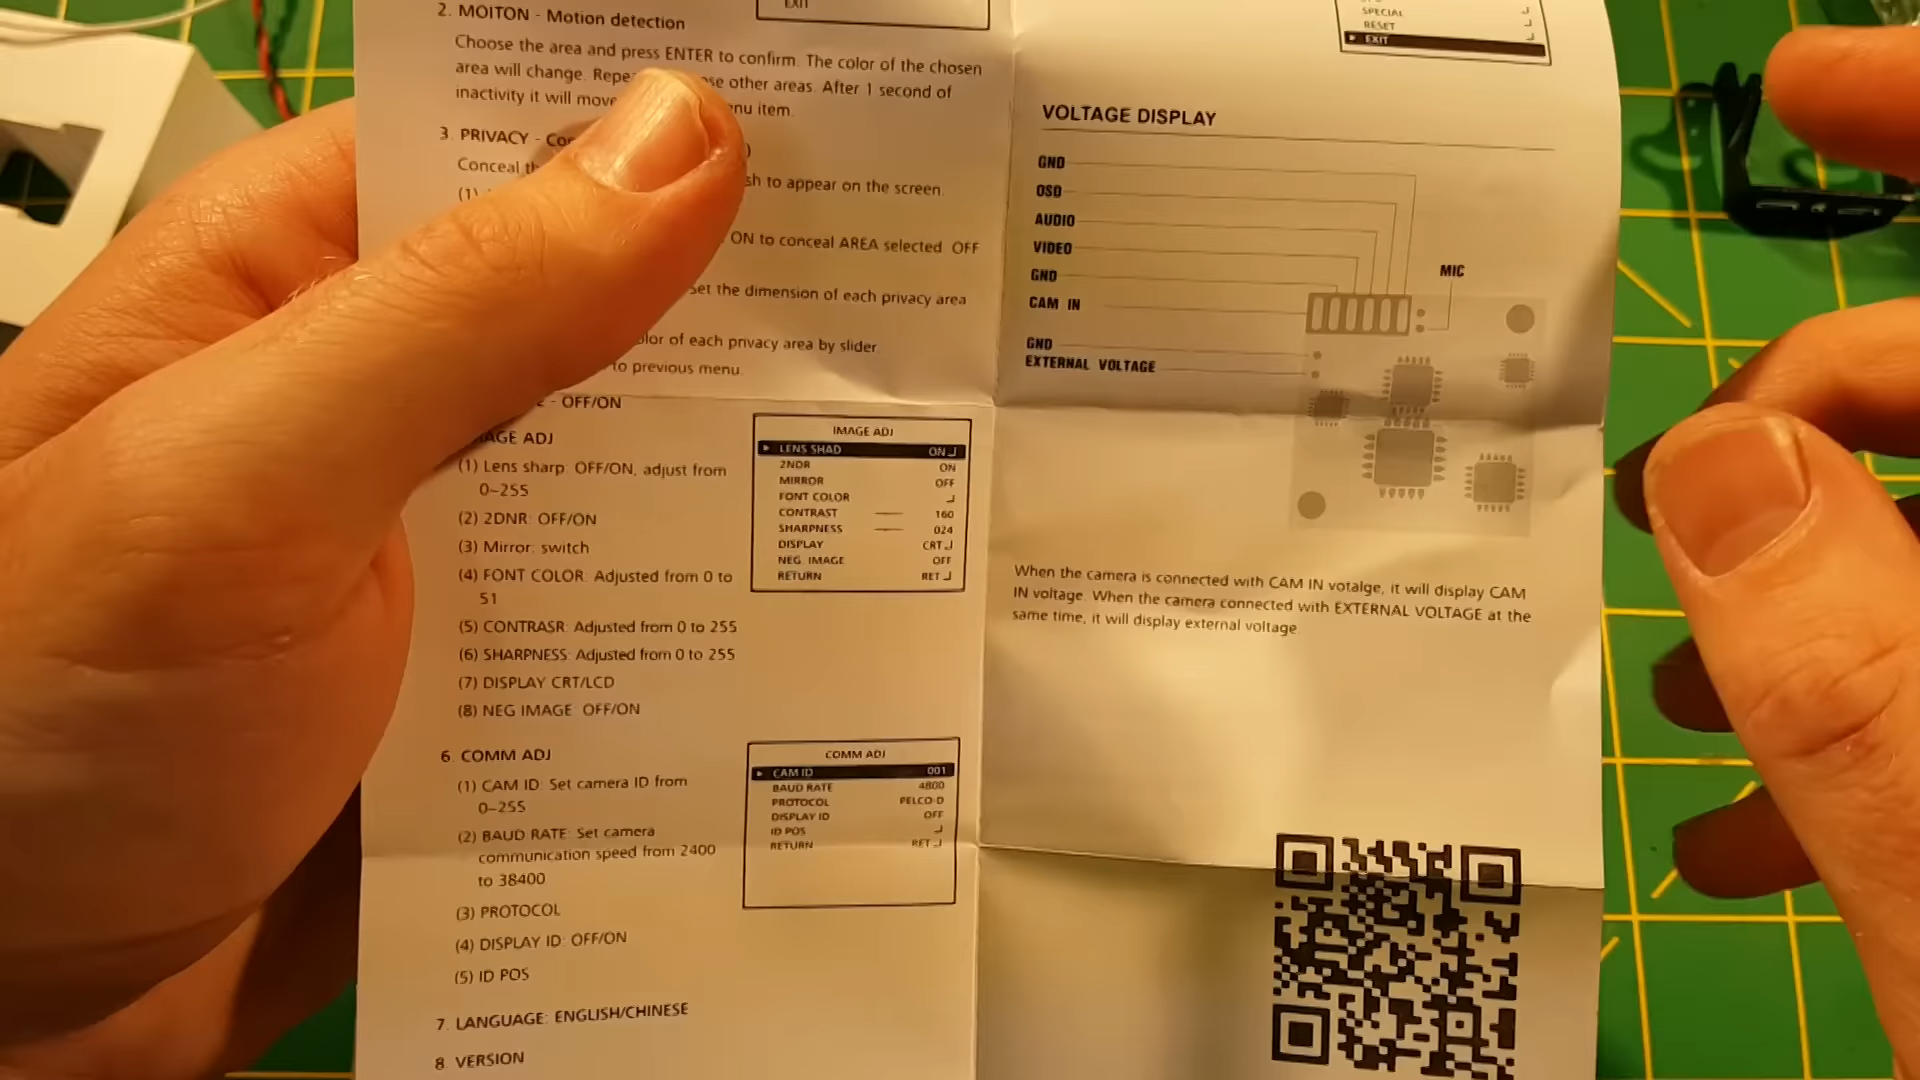 EXIT
2. MOITON - Motion detection
Choose the area and press ENTER to confirm. The color of the chosen
area will change. other areas. After 1 second of
inactivity it will item.
3. PRIVACY -
Conceal
(1) to appear on the screen.
ON to conceal AREA selected OFF
set the dimension of each privacy area
of each privacy area by slider
to previous menu.
- OFF/ON
ADJ
(1) Lens sharp: OFF/ON, adjust from
0~255
(2) 2DNR: OFF/ON
(3) Mirror: switch
(4) FONT COLOR: Adjusted from 0 to
51
(5) CONTRASR: Adjusted from 0 to 255
(6) SHARPNESS: Adjusted from 0 to 255
(7) DISPLAY CRT/LCD
(8) NEG IMAGE: OFF/ON
IMAGE ADJ
LENS SHAD ON
2NDR ON
MIRROR OFF
FONT COLOR
CONTRAST 160
SHARPNESS 024
DISPLAY CRT
NEG. IMAGE OFF
RETURN RET
6. COMM ADJ
(1) CAM ID: Set camera ID from
0~255
(2) BAUD RATE: Set camera
communication speed from 2400
to 38400
(3) PROTOCOL
(4) DISPLAY ID: OFF/ON
(5) ID POS
COMM ADJ
CAM ID 001
BAUD RATE 4800
PROTOCOL PELCO-D
DISPLAY ID OFF
ID POS
RETURN RET
7. LANGUAGE: ENGLISH/CHINESE
8. VERSION
SPECIAL
RESET
EXIT
VOLTAGE DISPLAY
GND
OSD
AUDIO
VIDEO
GND
CAM IN
GND
EXTERNAL VOLTAGE
MIC
When the camera is connected with CAM IN votalge, it will display CAM
IN voltage. When the camera connected with EXTERNAL VOLTAGE at the
same time, it will display external voltage.